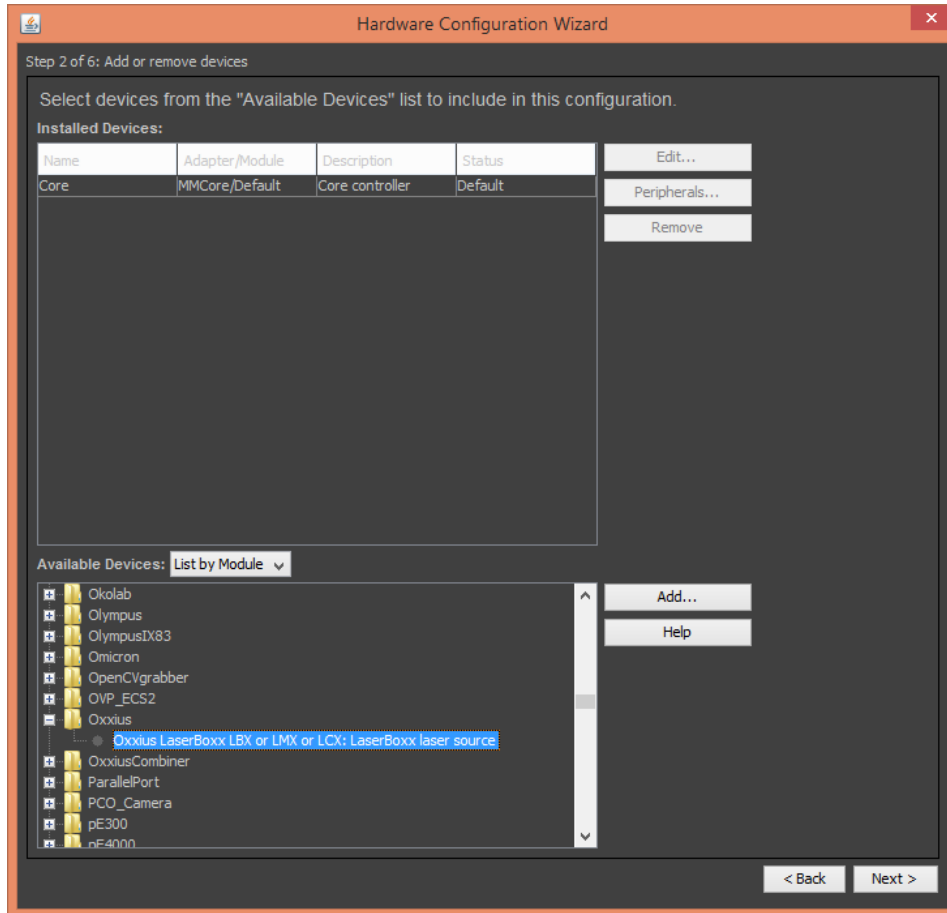 Hardware Configuration Wizard
Step 2 of 6: Add or remove devices
Select devices from the "Available Devices" list to include in this configuration.
Installed Devices:
Name Adapter/Module Description Status
Core MMCore/Default Core controller Default
Edit...
Peripherals...
Remove
Available Devices: List by Module
Okolab
Olympus
OlympusIX83
Omicron
OpenCVgrabber
OVP_ECS2
Oxxius
Oxxius LaserBoxx LBX or LMX or LCX: LaserBoxx laser source
OxxiusCombiner
ParallelPort
PCO_Camera
pE300
pE4000
Add...
Help
< Back Next >